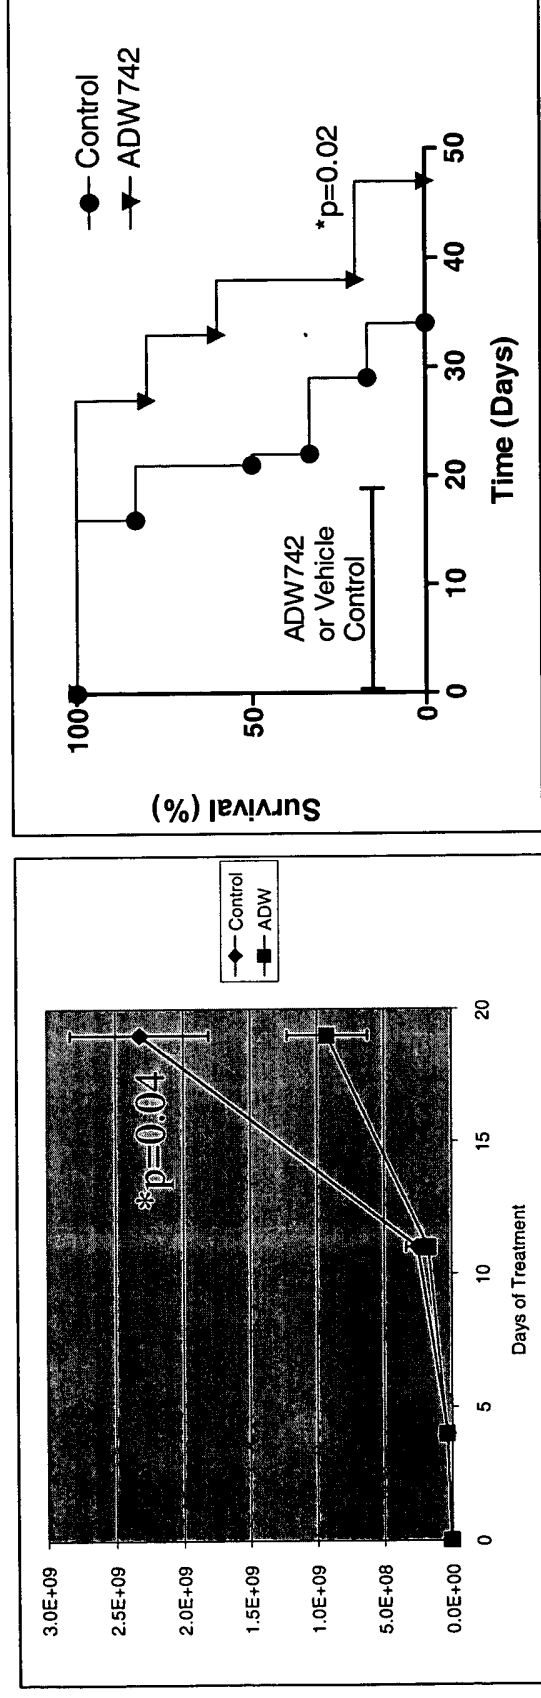 3.0E+09
2.5E+09
2.0E+09
1.5E+09
1.0E+09
5.0E+08
0.0E+00
0
5
10
15
20
Days of Treatment
*p=0.04
Control
ADW
Survival (%)
100
50
0
0
10
20
30
40
50
Time (Days)
ADW742
or Vehicle
Control
*p=0.02
Control
ADW742